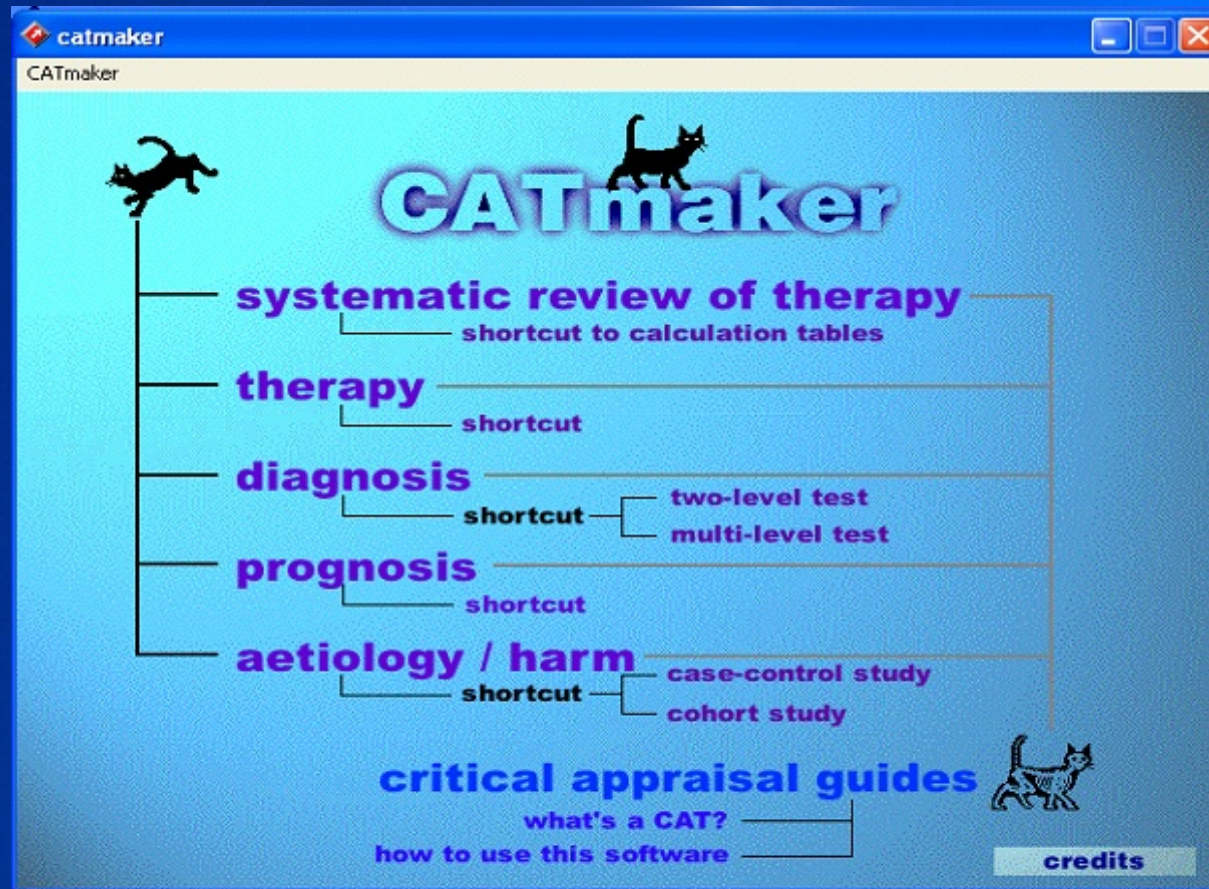 catmaker
CATmaker
CATmaker
systematic review of therapy
shortcut to calculation tables
therapy
shortcut
diagnosis
shortcut
two-level test
multi-level test
prognosis
shortcut
aetiology / harm
shortcut
case-control study
cohort study
critical appraisal guides
what's a CAT?
how to use this software
credits